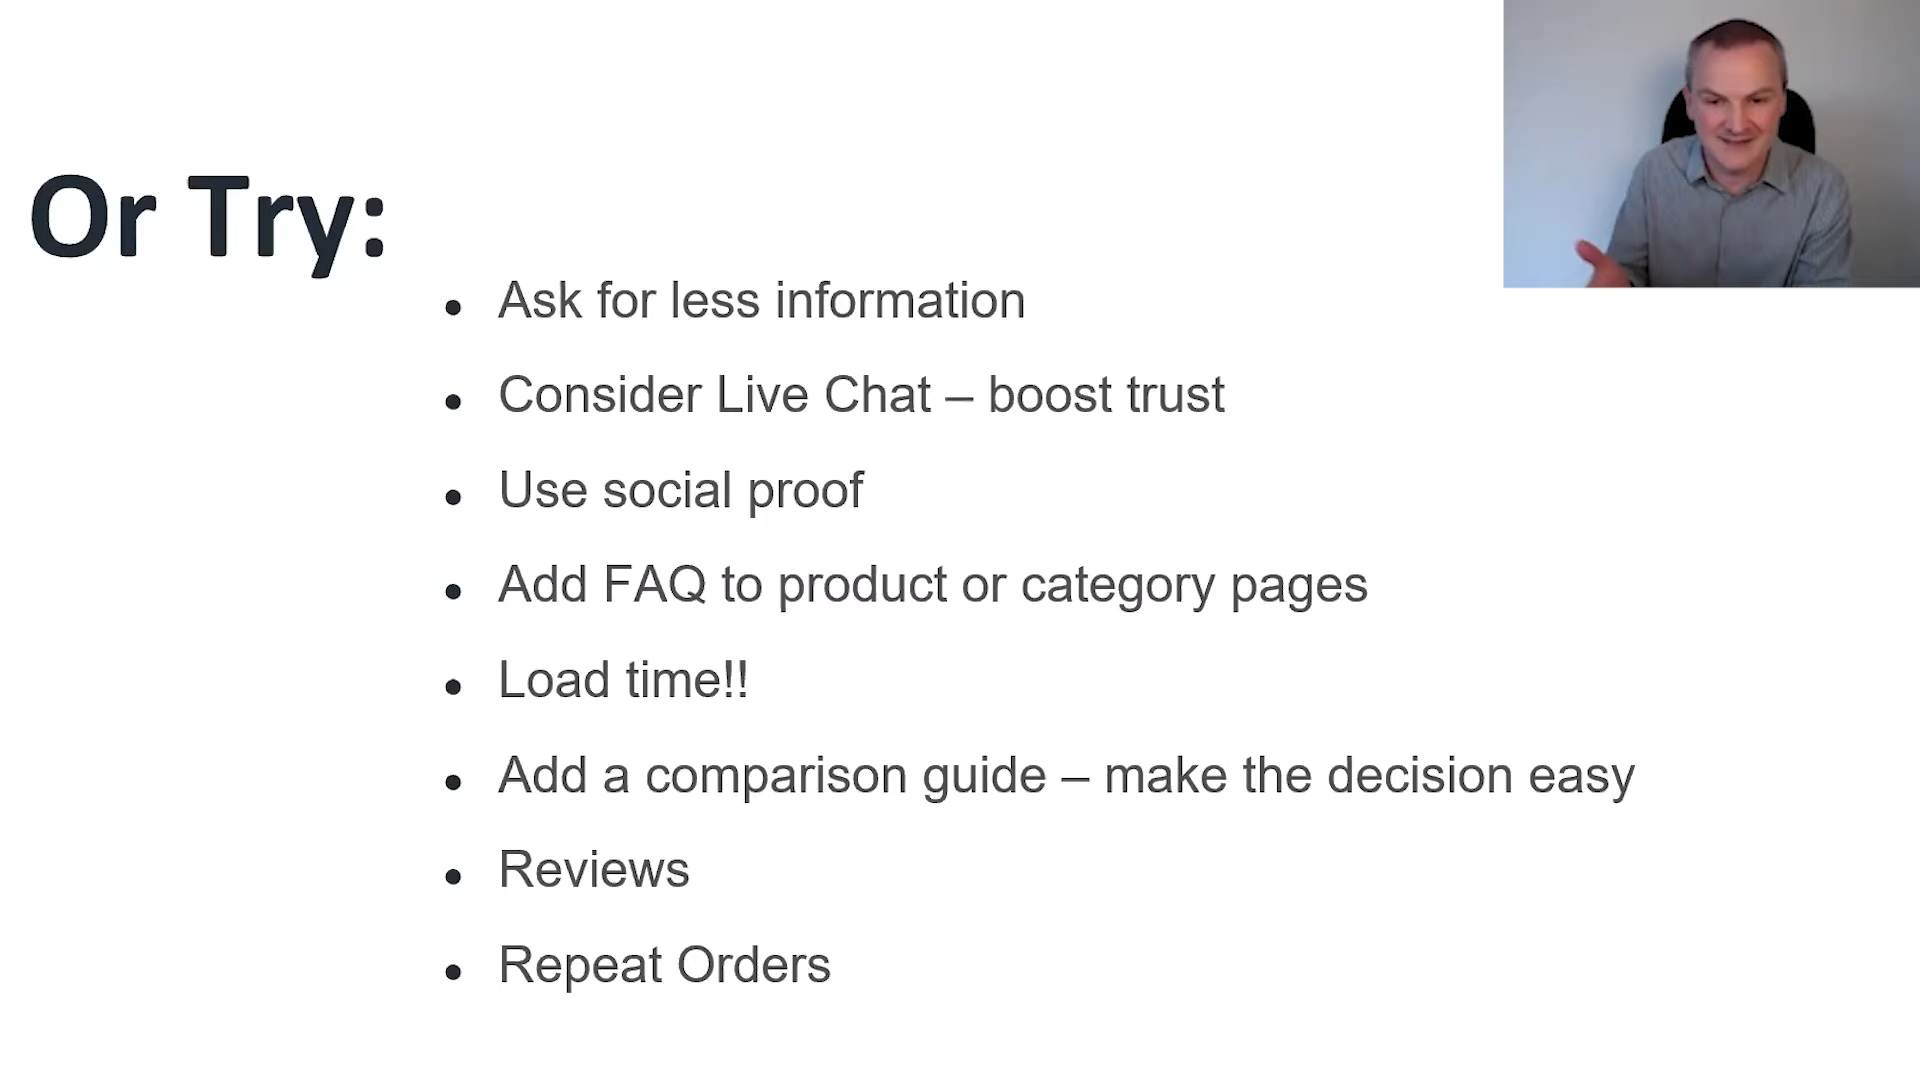 Or Try:
• Ask for less information
• Consider Live Chat – boost trust
• Use social proof
• Add FAQ to product or category pages
• Load time!!
• Add a comparison guide – make the decision easy
• Reviews
• Repeat Orders